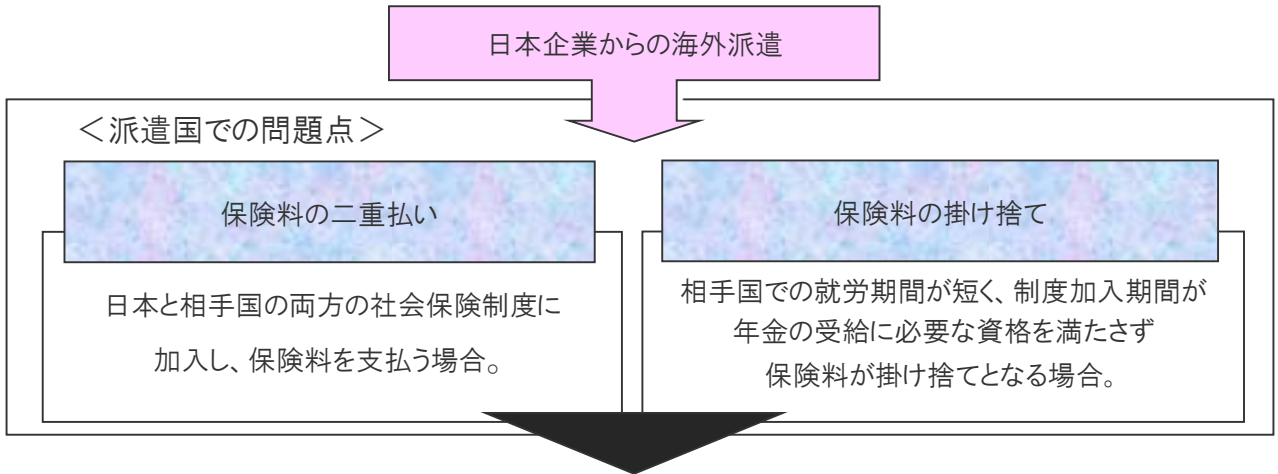 日本企業からの海外派遣
＜派遣国での問題点＞
保険料の二重払い
日本と相手国の両方の社会保険制度に
加入し、保険料を支払う場合。
保険料の掛け捨て
相手国での就労期間が短く、制度加入期間が
年金の受給に必要な資格を満たさず
保険料が掛け捨てとなる場合。